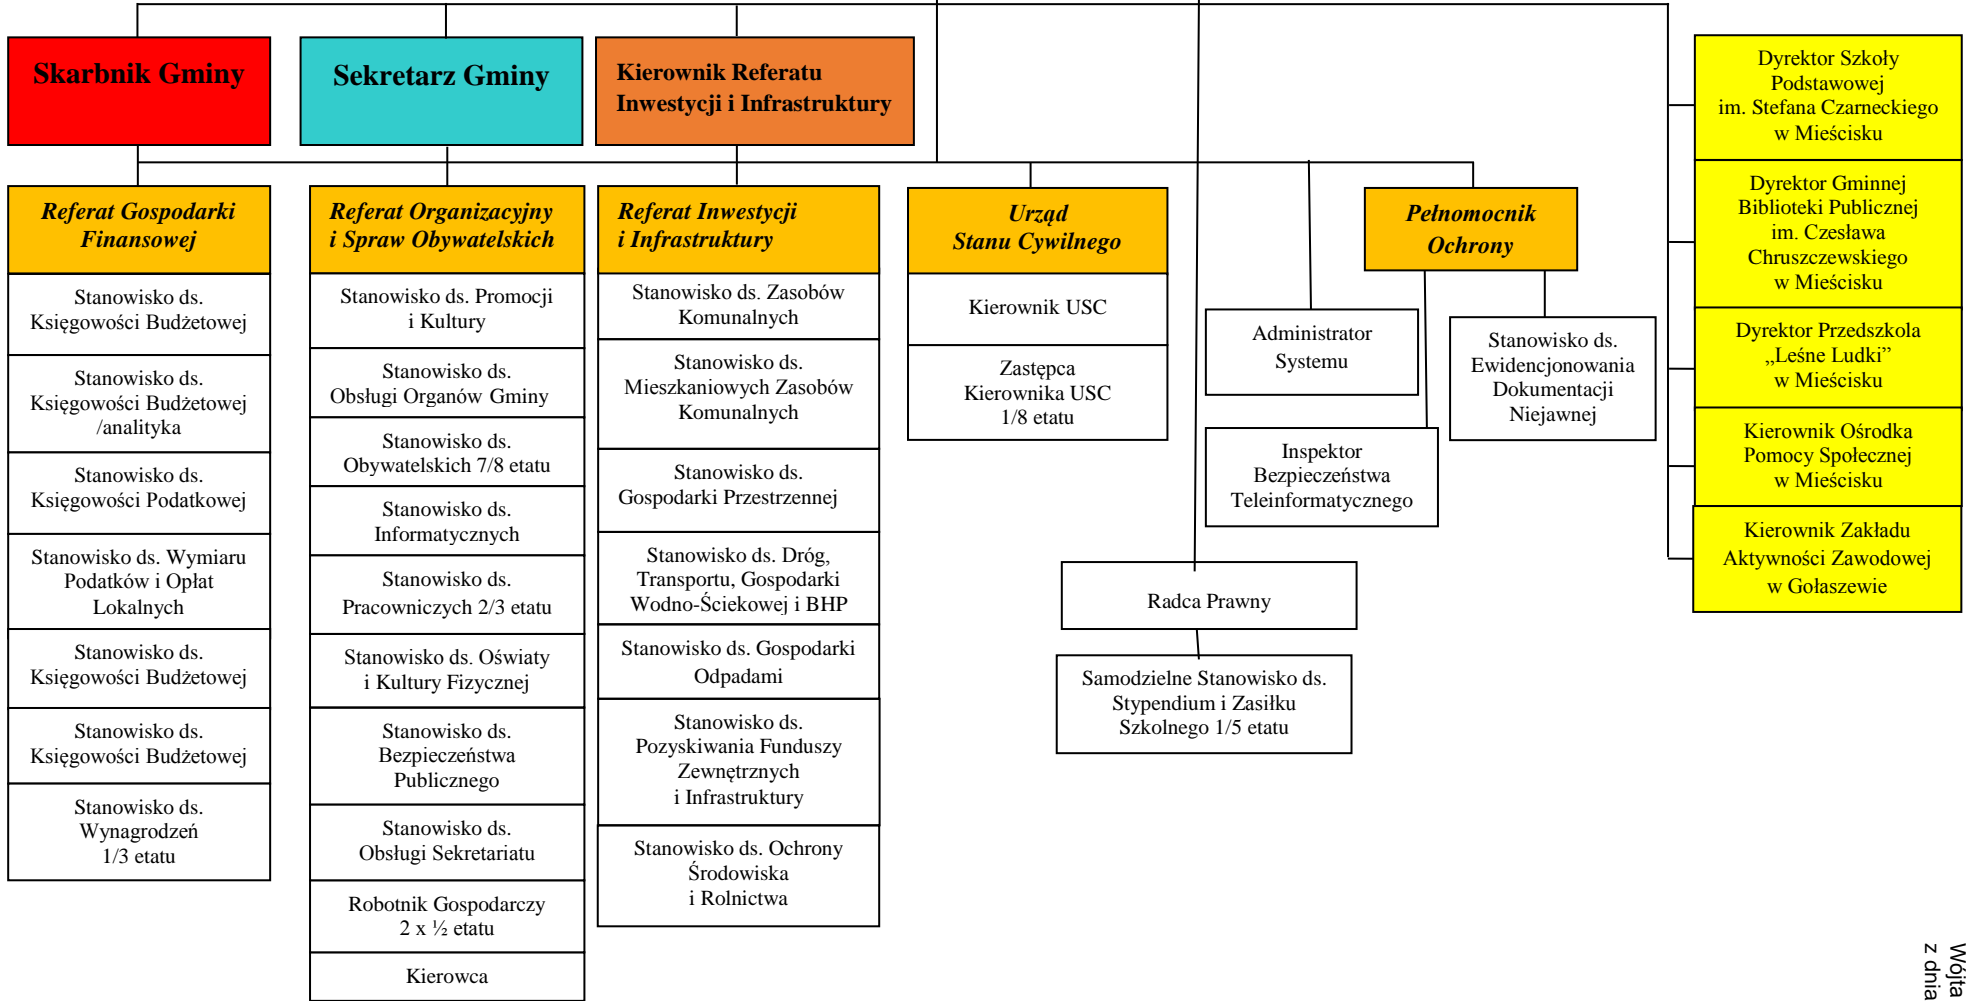 Skarbnik Gminy
Sekretarz Gminy
Kierownik Referatu
Inwestycji i Infrastruktury
Referat Gospodarki
Finansowej
Stanowisko ds.
Księgowości Budżetowej
Stanowisko ds.
Księgowości Budżetowej
/analityka
Stanowisko ds.
Księgowości Podatkowej
Stanowisko ds. Wymiaru
Podatków i Opłat
Lokalnych
Stanowisko ds.
Księgowości Budżetowej
Stanowisko ds.
Księgowości Budżetowej
Stanowisko ds.
Wynagrodzeń
1/3 etatu
Referat Organizacyjny
i Spraw Obywatelskich
Stanowisko ds. Promocji
i Kultury
Stanowisko ds.
Obsługi Organów Gminy
Stanowisko ds.
Obywatelskich 7/8 etatu
Stanowisko ds.
Informatycznych
Stanowisko ds.
Pracowniczych 2/3 etatu
Stanowisko ds. Oświaty
i Kultury Fizycznej
Stanowisko ds.
Bezpieczeństwa
Publicznego
Stanowisko ds.
Obsługi Sekretariatu
Robotnik Gospodarczy
2 x ½ etatu
Kierowca
Referat Inwestycji
i Infrastruktury
Stanowisko ds. Zasobów
Komunalnych
Stanowisko ds.
Mieszkaniowych Zasobów
Komunalnych
Stanowisko ds.
Gospodarki Przestrzennej
Stanowisko ds. Dróg,
Transportu, Gospodarki
Wodno-Ściekowej i BHP
Stanowisko ds. Gospodarki
Odpadami
Stanowisko ds.
Pozyskiwania Funduszy
Zewnętrznych
i Infrastruktury
Stanowisko ds. Ochrony
Środowiska
i Rolnictwa
Urząd
Stanu Cywilnego
Kierownik USC
Zastępca
Kierownika USC
1/8 etatu
Pełnomocnik
Ochrony
Administrator
Systemu
Stanowisko ds.
Ewidencjonowania
Dokumentacji
Niejawnej
Inspektor
Bezpieczeństwa
Teleinformatycznego
Radca Prawny
Samodzielne Stanowisko ds.
Stypendium i Zasiłku
Szkolnego 1/5 etatu
Dyrektor Szkoły
Podstawowej
im. Stefana Czarneckiego
w Mieścisku
Dyrektor Gminnej
Biblioteki Publicznej
im. Czesława
Chruszczewskiego
w Mieścisku
Dyrektor Przedszkola
„Leśne Ludki”
w Mieścisku
Kierownik Ośrodka
Pomocy Społecznej
w Mieścisku
Kierownik Zakładu
Aktywności Zawodowej
w Gołaszewie
Wójta
z dnia